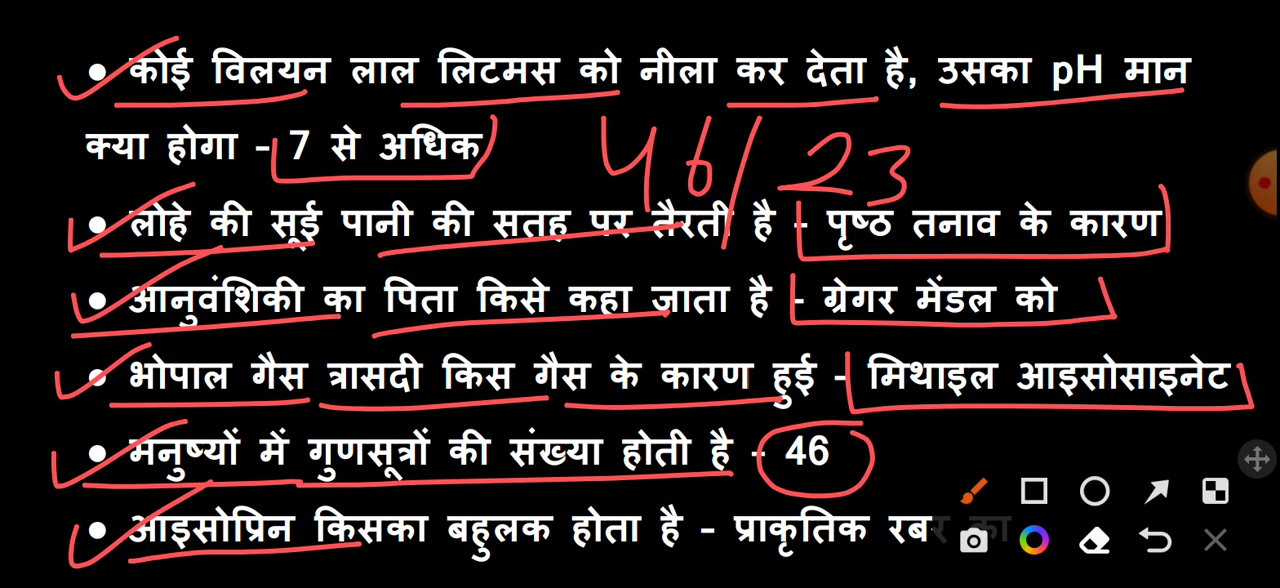 ● कोई विलयन लाल लिटमस को नीला कर देता है, उसका pH मान
क्या होगा - 7 से अधिक
46/23
● लोहे की सूई पानी की सतह पर तैरती है - पृष्ठ तनाव के कारण
● आनुवंशिकी का पिता किसे कहा जाता है - ग्रेगर मेंडल को
● भोपाल गैस त्रासदी किस गैस के कारण हुई - मिथाइल आइसोसाइनेट
● मनुष्यों में गुणसूत्रों की संख्या होती है - 46
● आइसोप्रिन किसका बहुलक होता है - प्राकृतिक रबर का